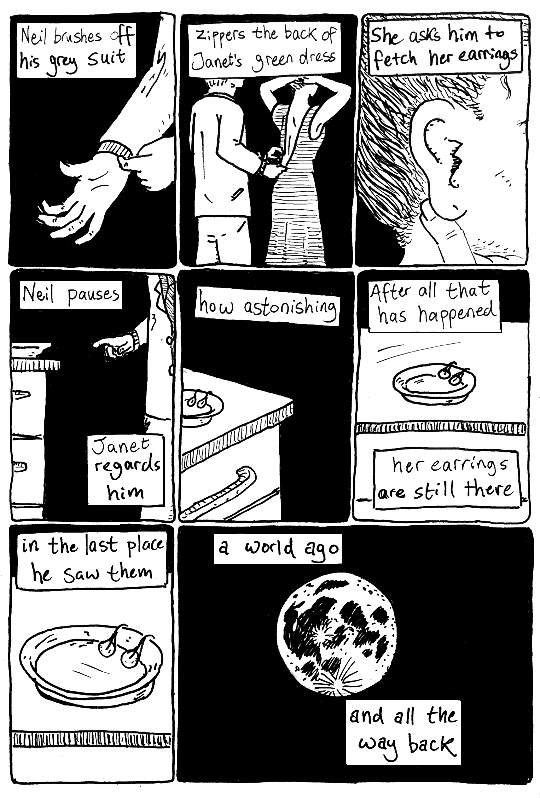 Neil brushes off
his grey suit
zippers the back of
Janet's green dress
She asks him to
fetch her earrings
Neil pauses
Janet
regards
him
how astonishing
After all that
has happened
her earrings
are still there
in the last place
he saw them
a world ago
and all the
way back